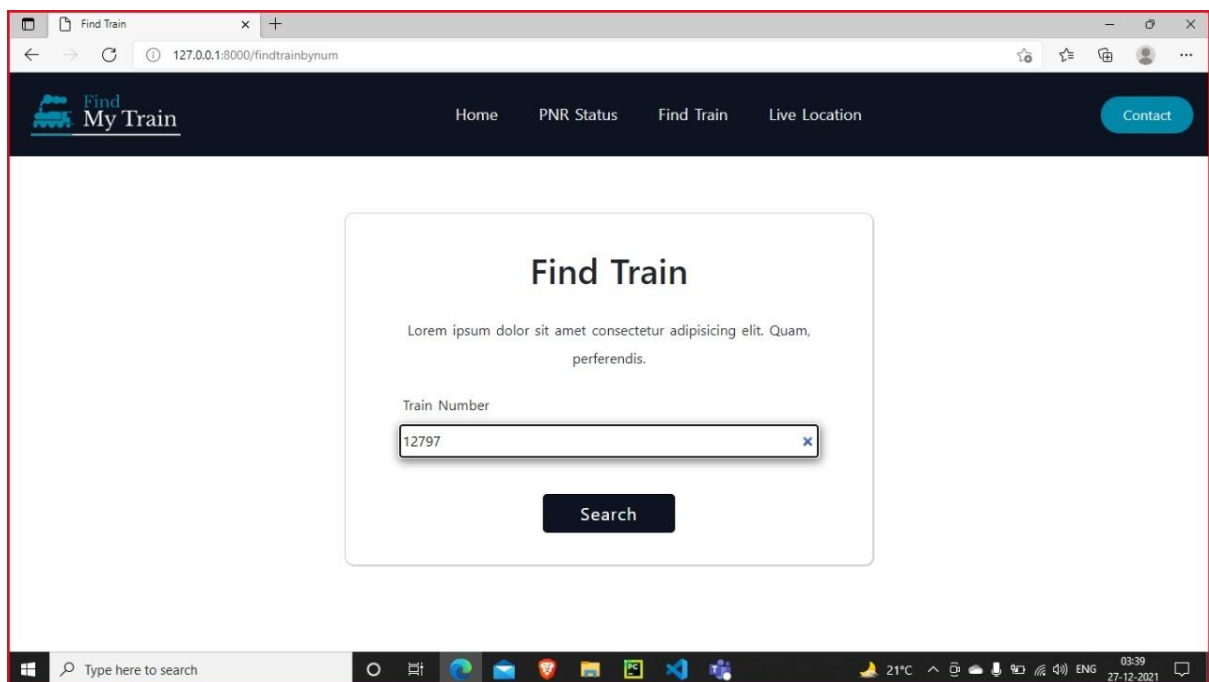 Find Train
127.0.0.1:8000/findtrainbynum
Find
My Train
Home PNR Status Find Train Live Location
Contact
Find Train
Lorem ipsum dolor sit amet consectetur adipisicing elit. Quam,
perferendis.
Train Number
12797
Search
Type here to search
PC
21°C
ENG
03:39
27-12-2021